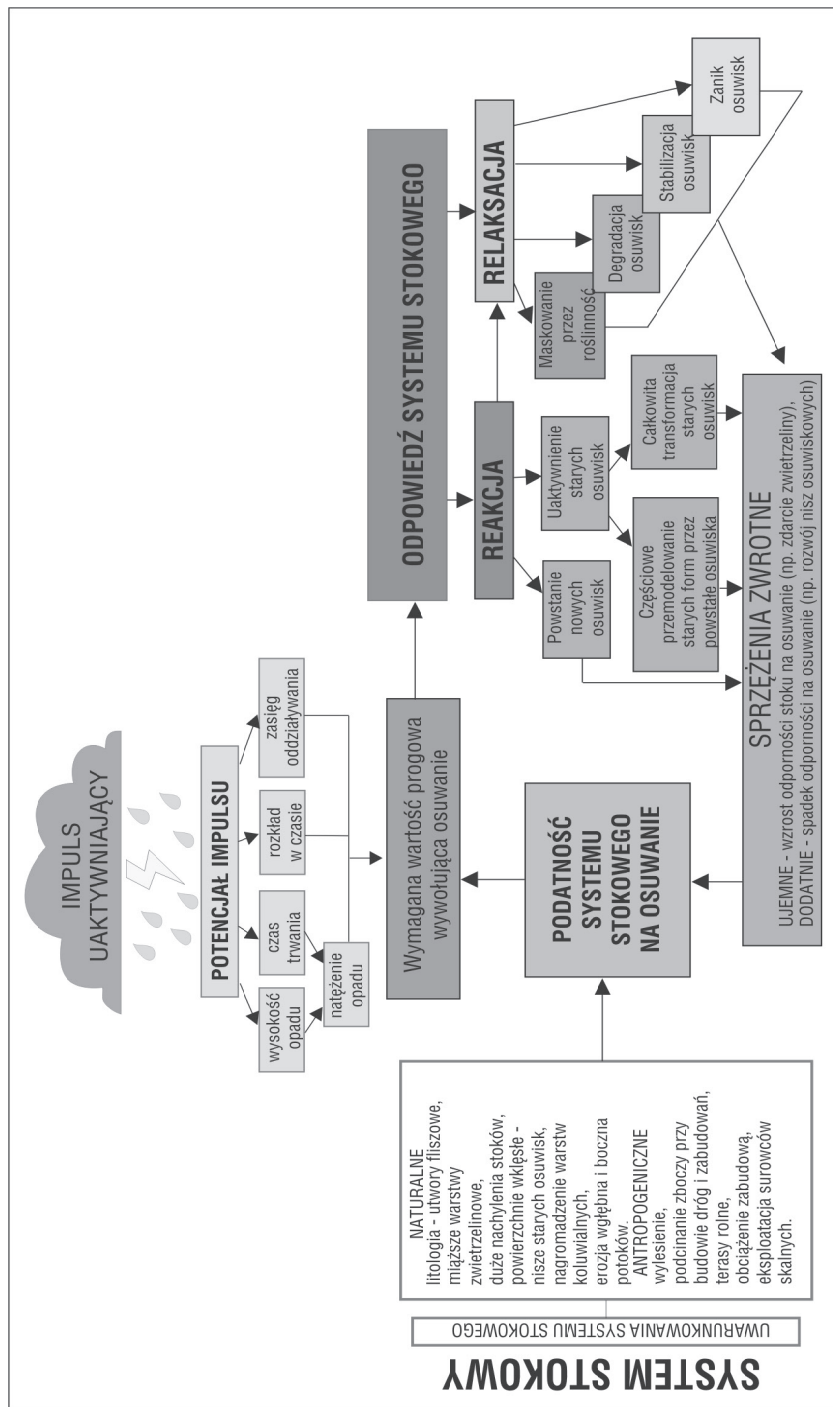 IMPULS
UAKTYWNIAJĄCY
POTENCJAŁ IMPULSU
wysokość
opadu
czas
trwania
rozkład
w czasie
zasięg
oddziaływania
natężenie
opadu
Wymagana wartość progowa
wywołująca osuwanie
ODPOWIEDŹ SYSTEMU STOKOWEGO
REAKCJA
RELAKSACJA
Powstanie
nowych
osuwisk
Uaktywnienie
starych
osuwisk
Częściowe
przemodelowanie
starych form przez
powstałe osuwiska
Całkowita
transformacja
starych
osuwisk
Maskowanie
przez
roślinność
Degradacja
osuwisk
Stabilizacja
osuwisk
Zanik
osuwisk
SYSTEM STOKOWY
UWARUNKOWANIA SYSTEMU STOKOWEGO
NATURALNE
litologia - utwory fliszowe,
miąższe warstwy
zwietrzelinowe,
duże nachylenia stoków,
powierzchnie wklęsłe -
nisze starych osuwisk,
nagromadzenie warstw
koluwialnych,
erozja wgłębna i boczna
potoków.
ANTROPOGENICZNE
wylesienie,
podcinanie zboczy przy
budowie dróg i zabudowań,
terasy rolne,
obciążenie zabudową,
eksploatacja surowców
skalnych.
PODATNOŚĆ
SYSTEMU
STOKOWEGO
NA OSUWANIE
SPRZĘŻENIA ZWROTNE
UJEMNE - wzrost odporności stoku na osuwanie (np. zdarcie zwietrzeliny),
DODATNIE - spadek odporności na osuwanie (np. rozwój nisz osuwiskowych)